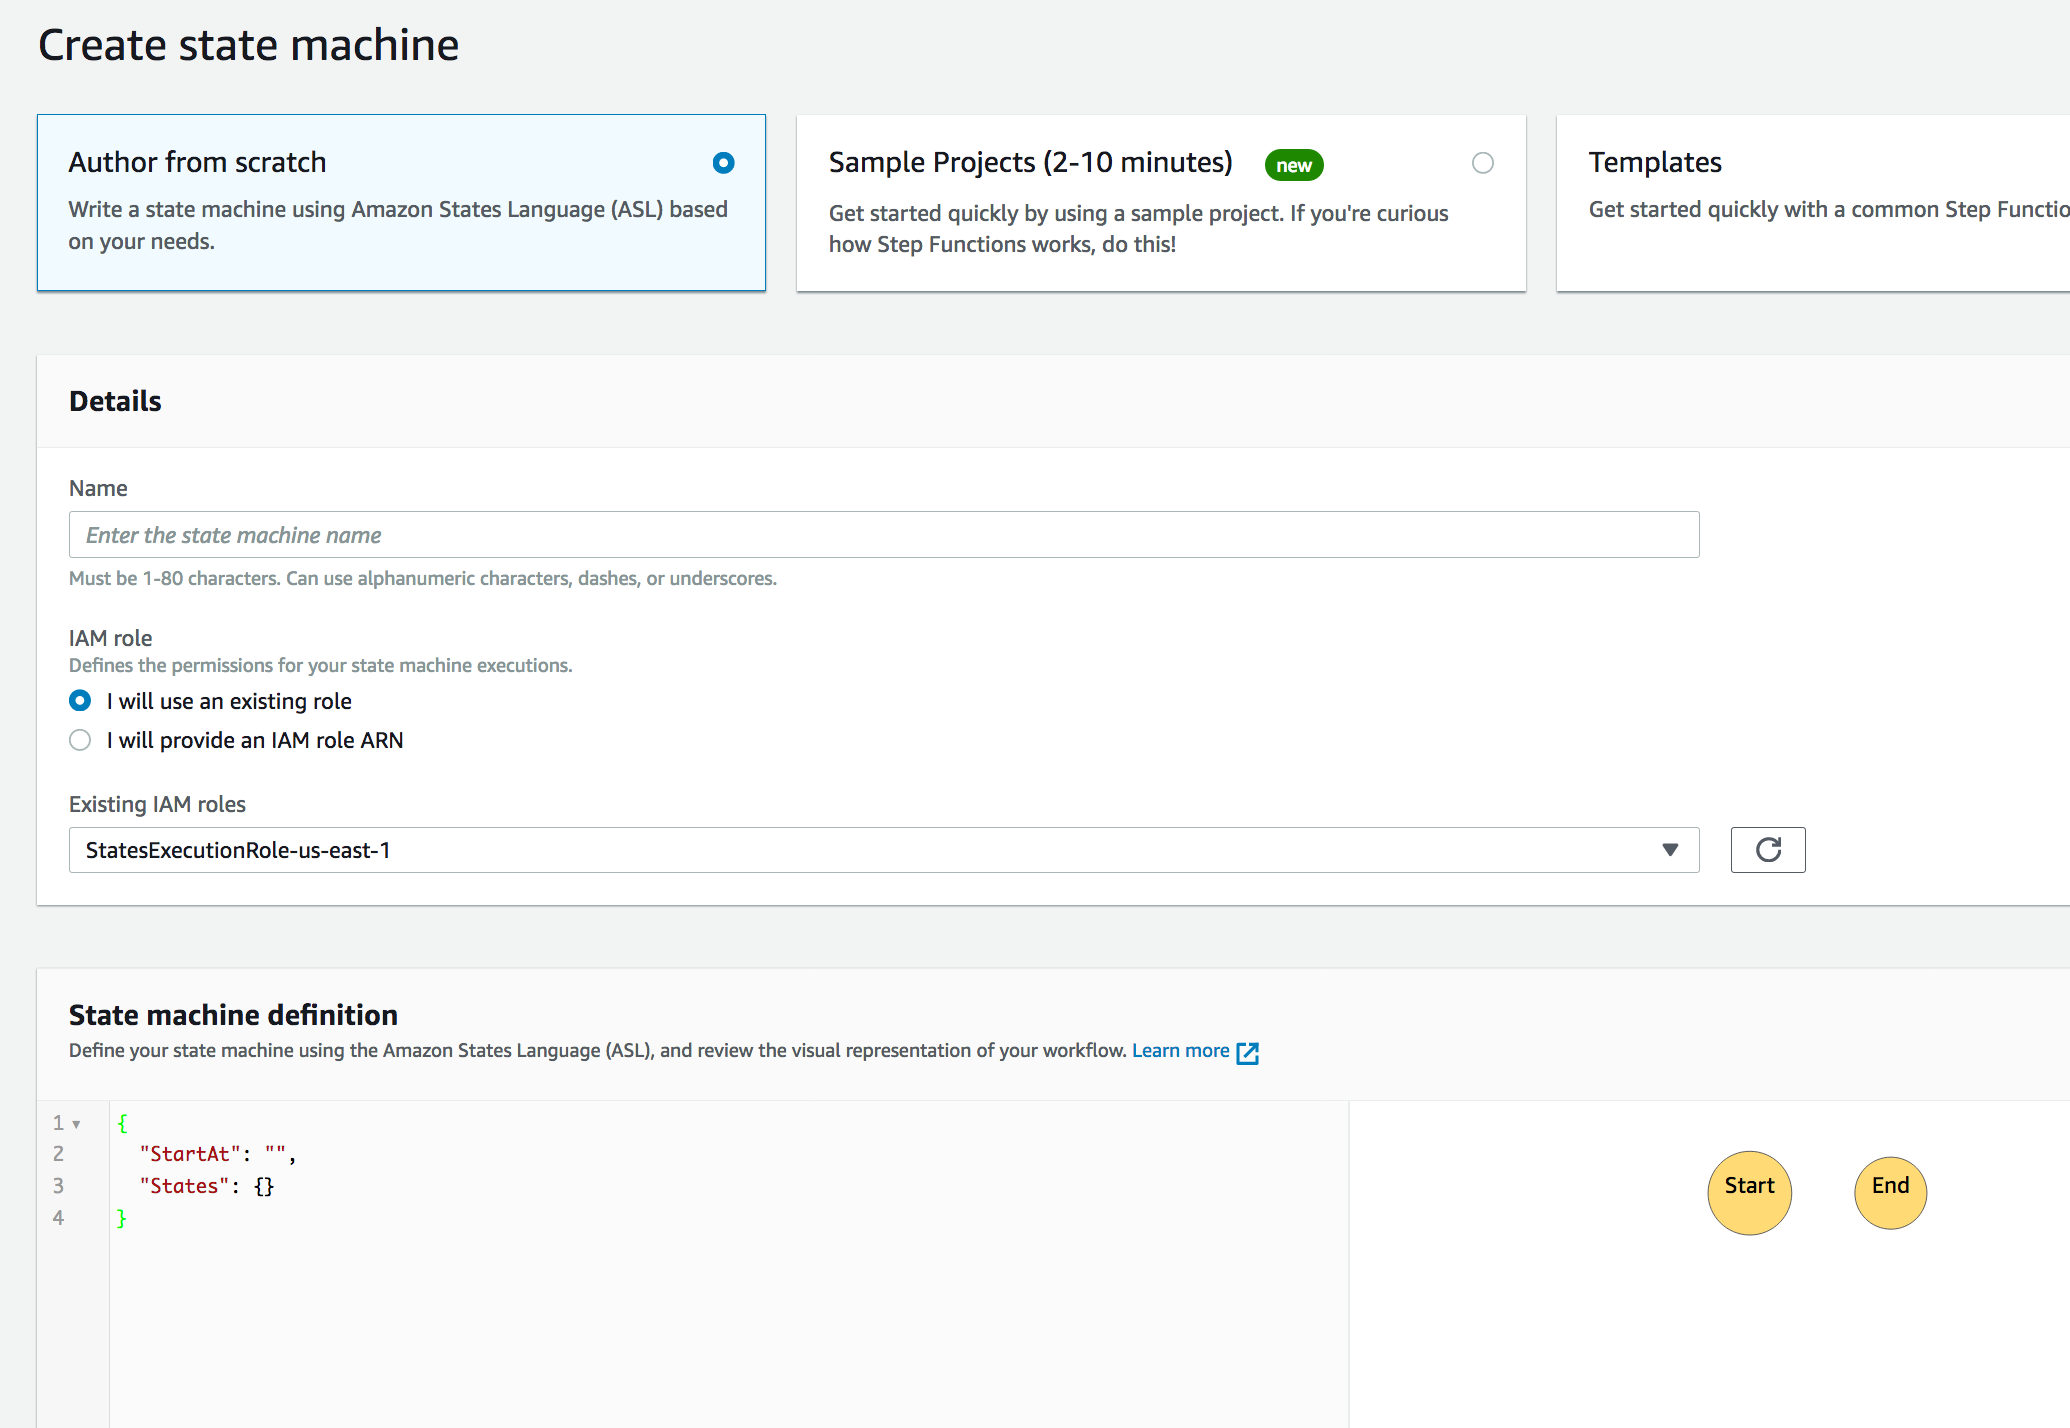 Create state machine
Author from scratch
Write a state machine using Amazon States Language (ASL) based
on your needs.
Sample Projects (2-10 minutes) new
Get started quickly by using a sample project. If you're curious
how Step Functions works, do this!
Templates
Get started quickly with a common Step Functio
Details
Name
Enter the state machine name
Must be 1-80 characters. Can use alphanumeric characters, dashes, or underscores.
IAM role
Defines the permissions for your state machine executions.
I will use an existing role
I will provide an IAM role ARN
Existing IAM roles
StatesExecutionRole-us-east-1
State machine definition
Define your state machine using the Amazon States Language (ASL), and review the visual representation of your workflow. Learn more
1 {
2 "StartAt": "",
3 "States": {}
4 }
Start
End